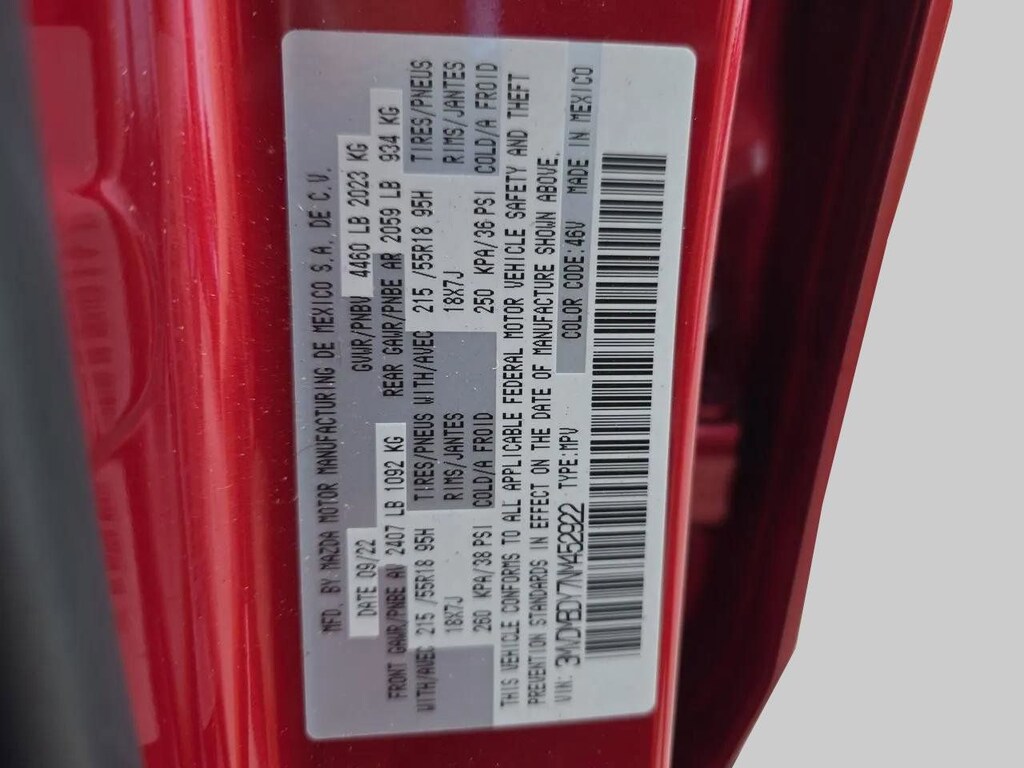 MFD. BY MAZDA MOTOR MANUFACTURING DE MEXICO S.A. DE C.V.
DATE 09/22 GVWR/PNBV 4460 LB 2023 KG
FRONT GAWR/PNBE AV 2407 LB 1092 KG REAR GAWR/PNBE AR 2059 LB 934 KG
WITH/AVEC 215 /55R18 95H TIRES/PNEUS WITH/AVEC 215 /55R18 95H TIRES/PNEUS
18X7J RIMS/JANTES 18X7J RIMS/JANTES
260 KPA/38 PSI COLD/A FROID 250 KPA/36 PSI COLD/A FROID
THIS VEHICLE CONFORMS TO ALL APPLICABLE FEDERAL MOTOR VEHICLE SAFETY AND THEFT
PREVENTION STANDARDS IN EFFECT ON THE DATE OF MANUFACTURE SHOWN ABOVE.
VIN: 3MVDMBDY7NM452922 TYPE:MPV COLOR CODE:46V MADE IN MEXICO